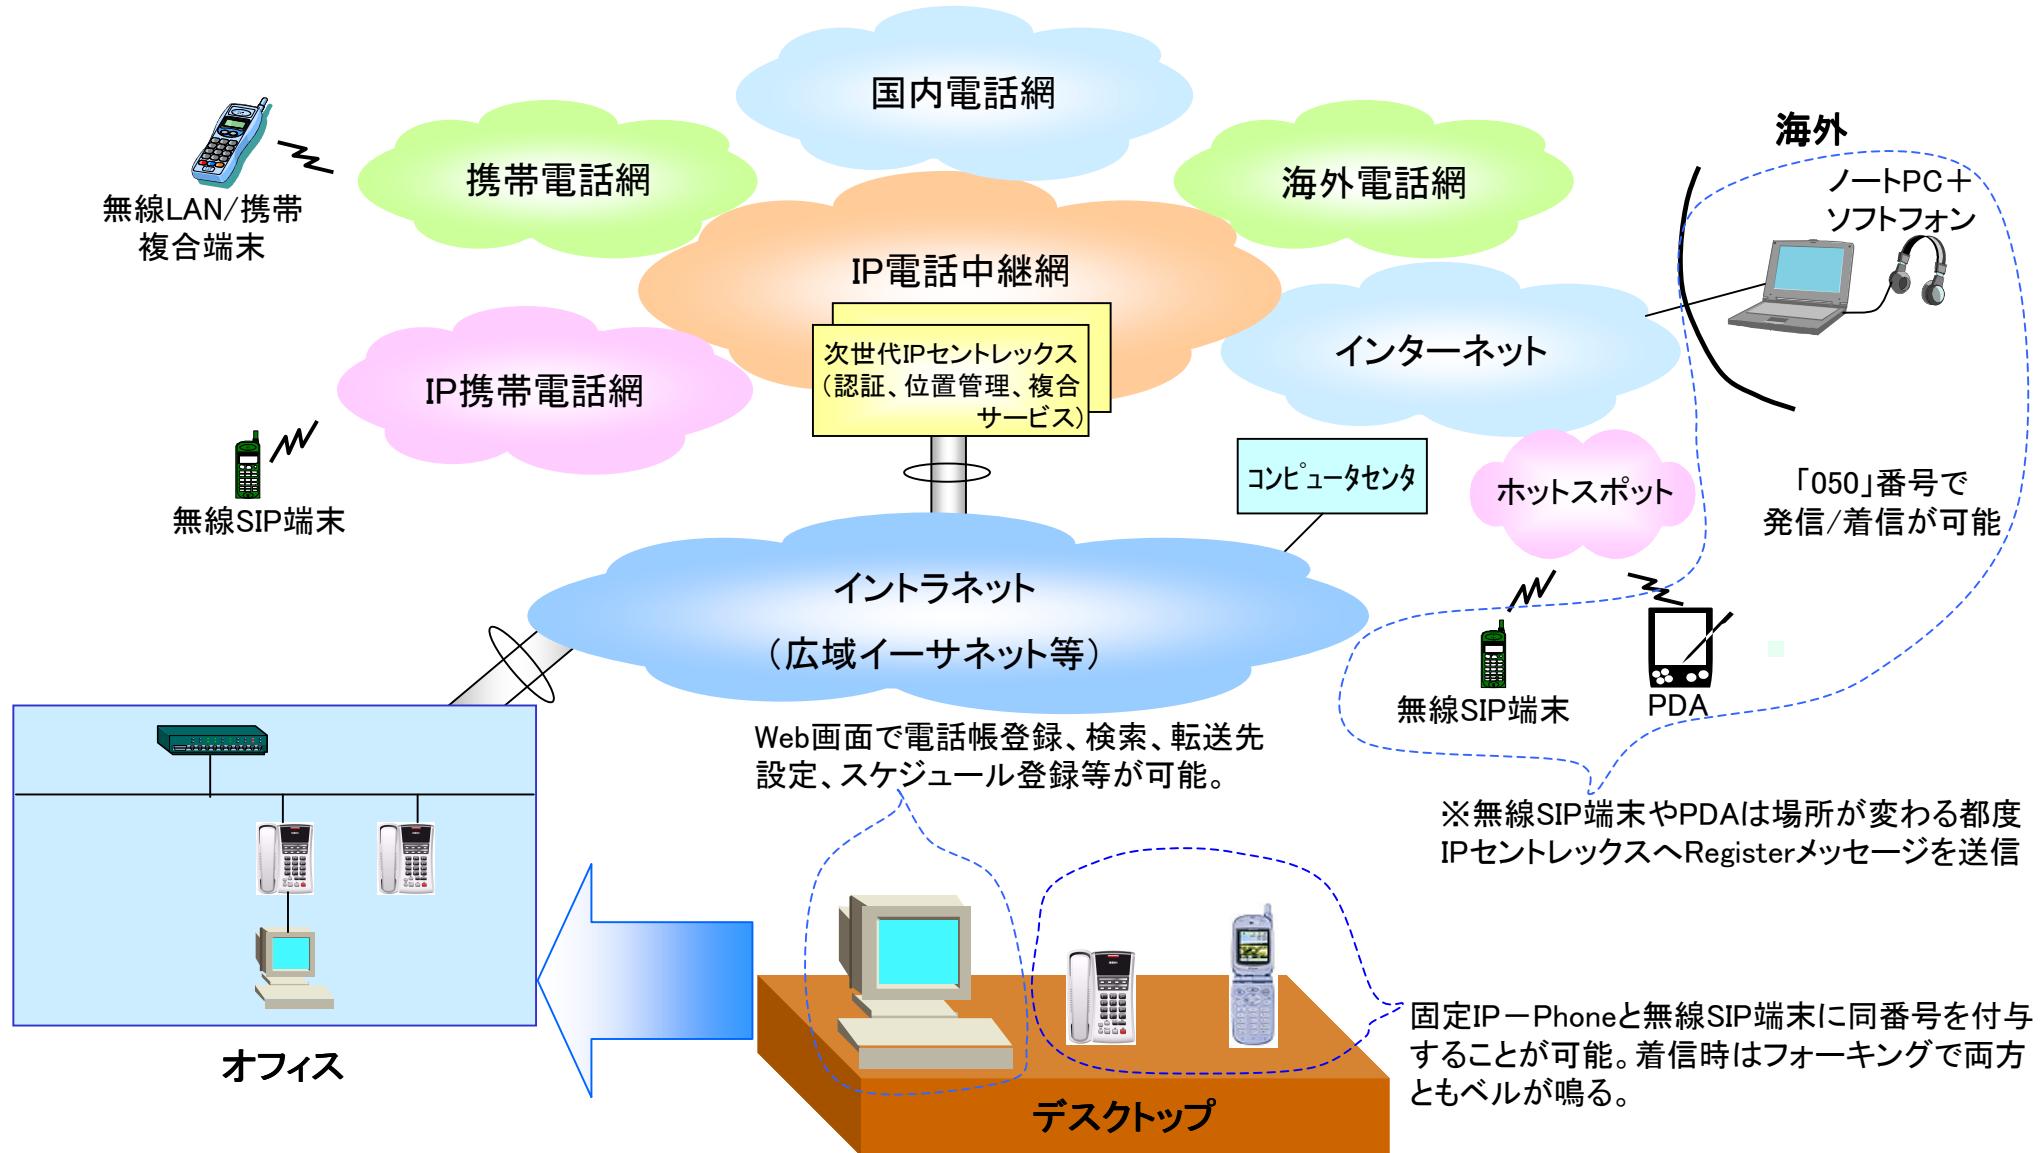 国内電話網
海外
携帯電話網
海外電話網
ノートPC＋
ソフトフォン
無線LAN/携帯
複合端末
IP電話中継網
インターネット
次世代IPセントレックス
（認証、位置管理、複合
サービス）
IP携帯電話網
コンピュータセンタ
ホットスポット
「050」番号で
発信/着信が可能
無線SIP端末
イントラネット
（広域イーサネット等）
無線SIP端末
PDA
Web画面で電話帳登録、検索、転送先
設定、スケジュール登録等が可能。
※無線SIP端末やPDAは場所が変わる都度
IPセントレックスへRegisterメッセージを送信
固定IP－Phoneと無線SIP端末に同番号を付与
することが可能。着信時はフォーキングで両方
ともベルが鳴る。
オフィス
デスクトップ